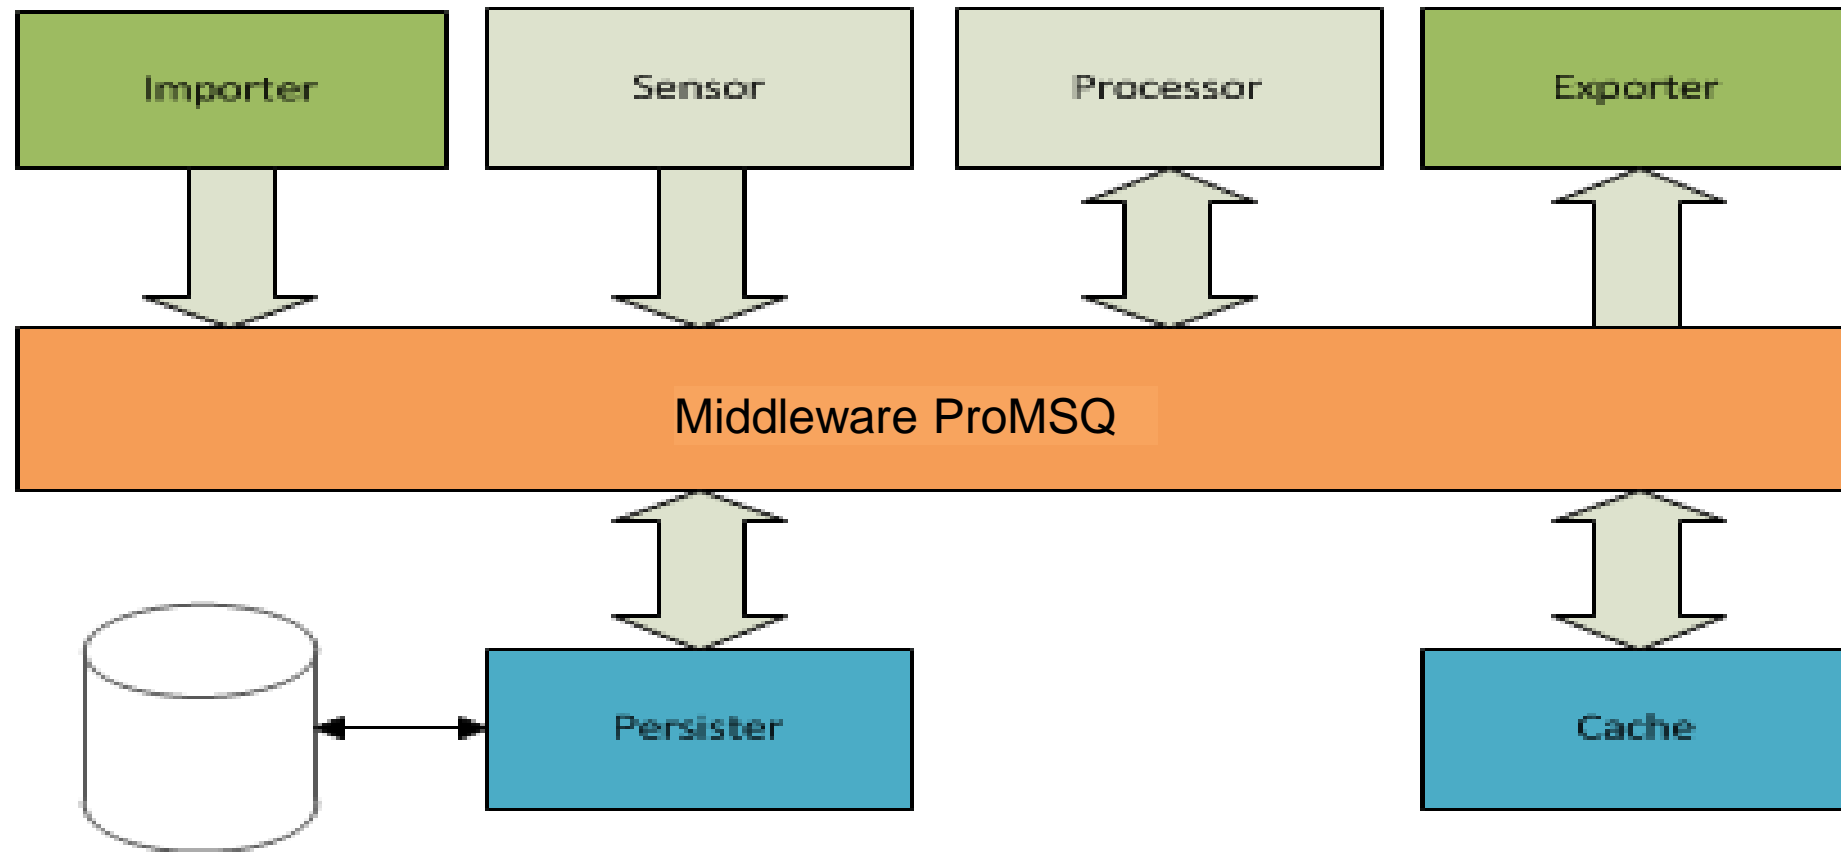 Importer
Sensor
Processor
Exporter
Middleware ProMSQ
Persister
Cache